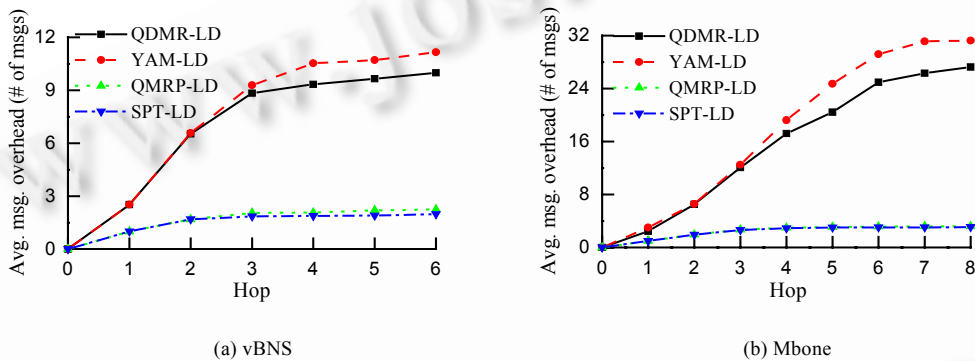 Avg. msg. overhead (# of msgs)
12
9
6
3
0
QDMR-LD
YAM-LD
QMRP-LD
SPT-LD
0 1 2 3 4 5 6
Hop
(a) vBNS
Avg. msg. overhead (# of msgs)
32
24
16
8
0
QDMR-LD
YAM-LD
QMRP-LD
SPT-LD
0 1 2 3 4 5 6 7 8
Hop
(b) Mbone